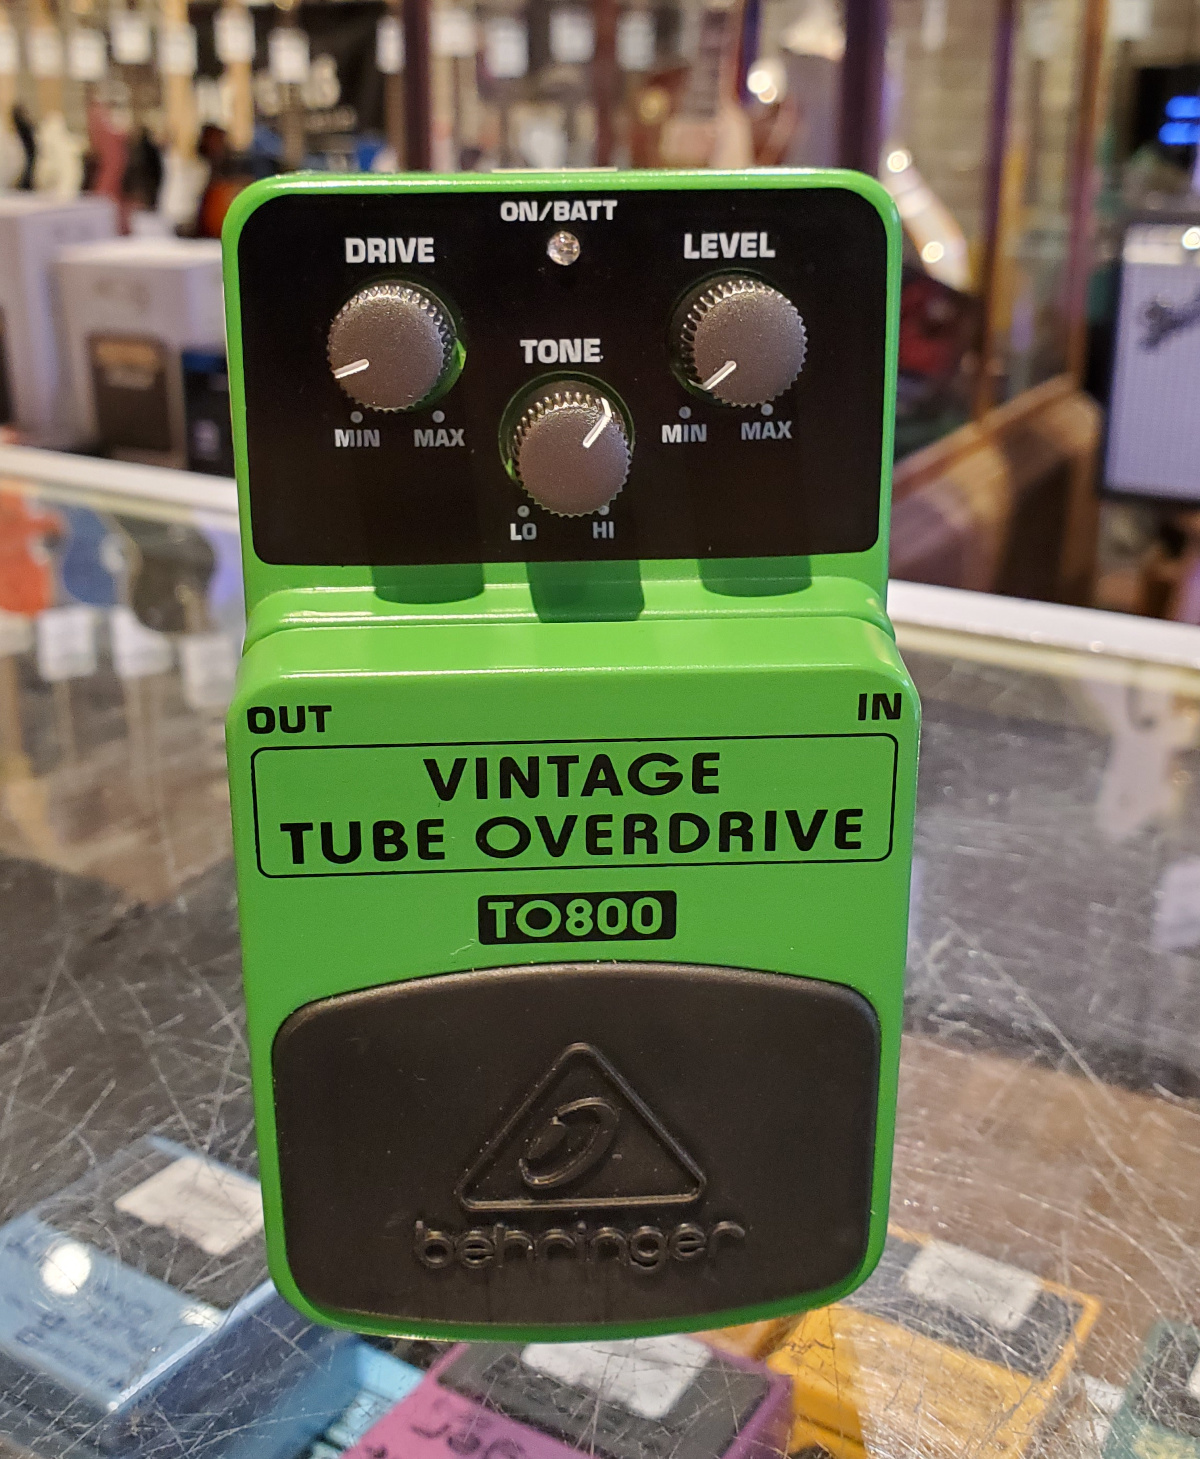 ON/BATT
DRIVE
LEVEL
TONE
MIN
MAX
MIN
MAX
LO
HI
OUT
IN
VINTAGE
TUBE OVERDRIVE
TO800
behringer